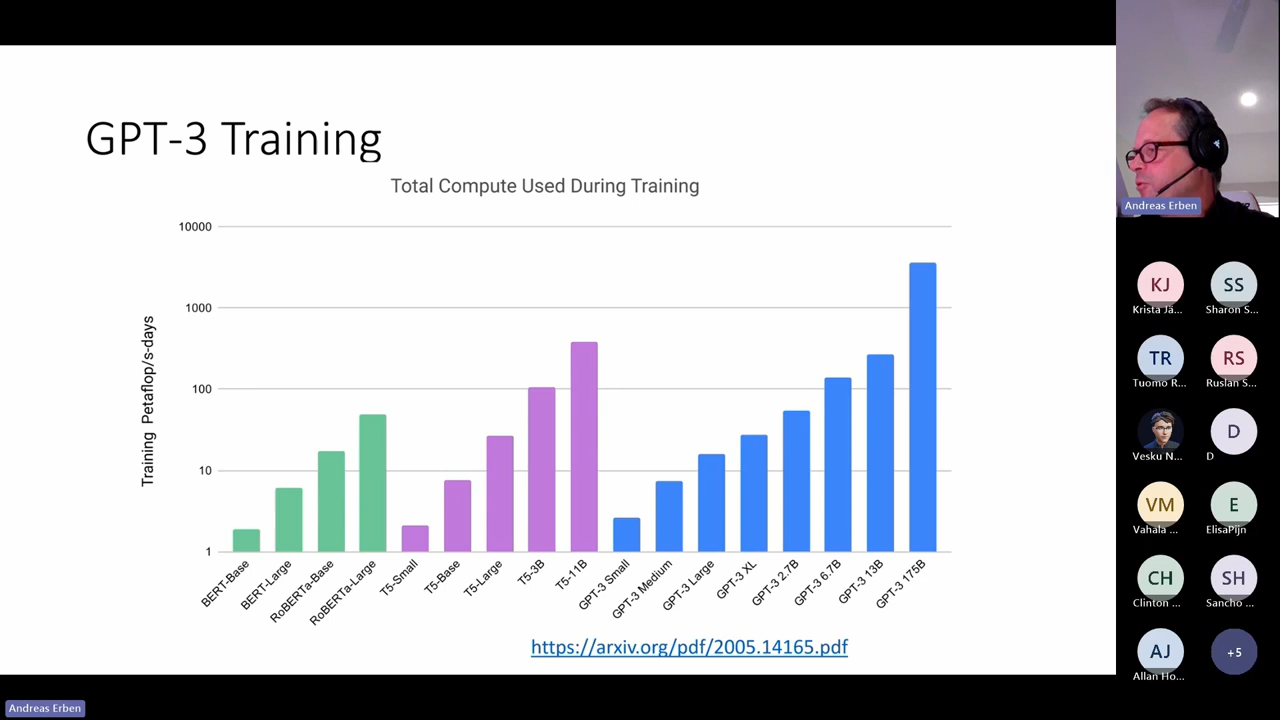 GPT-3 Training
Total Compute Used During Training
Training Petaflop/s-days
10000
1000
100
10
1
BERT-Base
BERT-Large
RoBERTa-Base
RoBERTa-Large
T5-Small
T5-Base
T5-Large
T5-3B
T5-11B
GPT-3 Small
GPT-3 Medium
GPT-3 Large
GPT-3 XL
GPT-3 2.7B
GPT-3 6.7B
GPT-3 13B
GPT-3 175B
https://arxiv.org/pdf/2005.14165.pdf
Andreas Erben
Andreas Erben
KJ SS
Krista Jä... Sharon S...
TR RS
Tuomo R... Ruslan S...
Vesku N... D
D
VM E
Vahala ... ElisaPijn
CH SH
Clinton ... Sancho ...
AJ +5
Allan Ho...